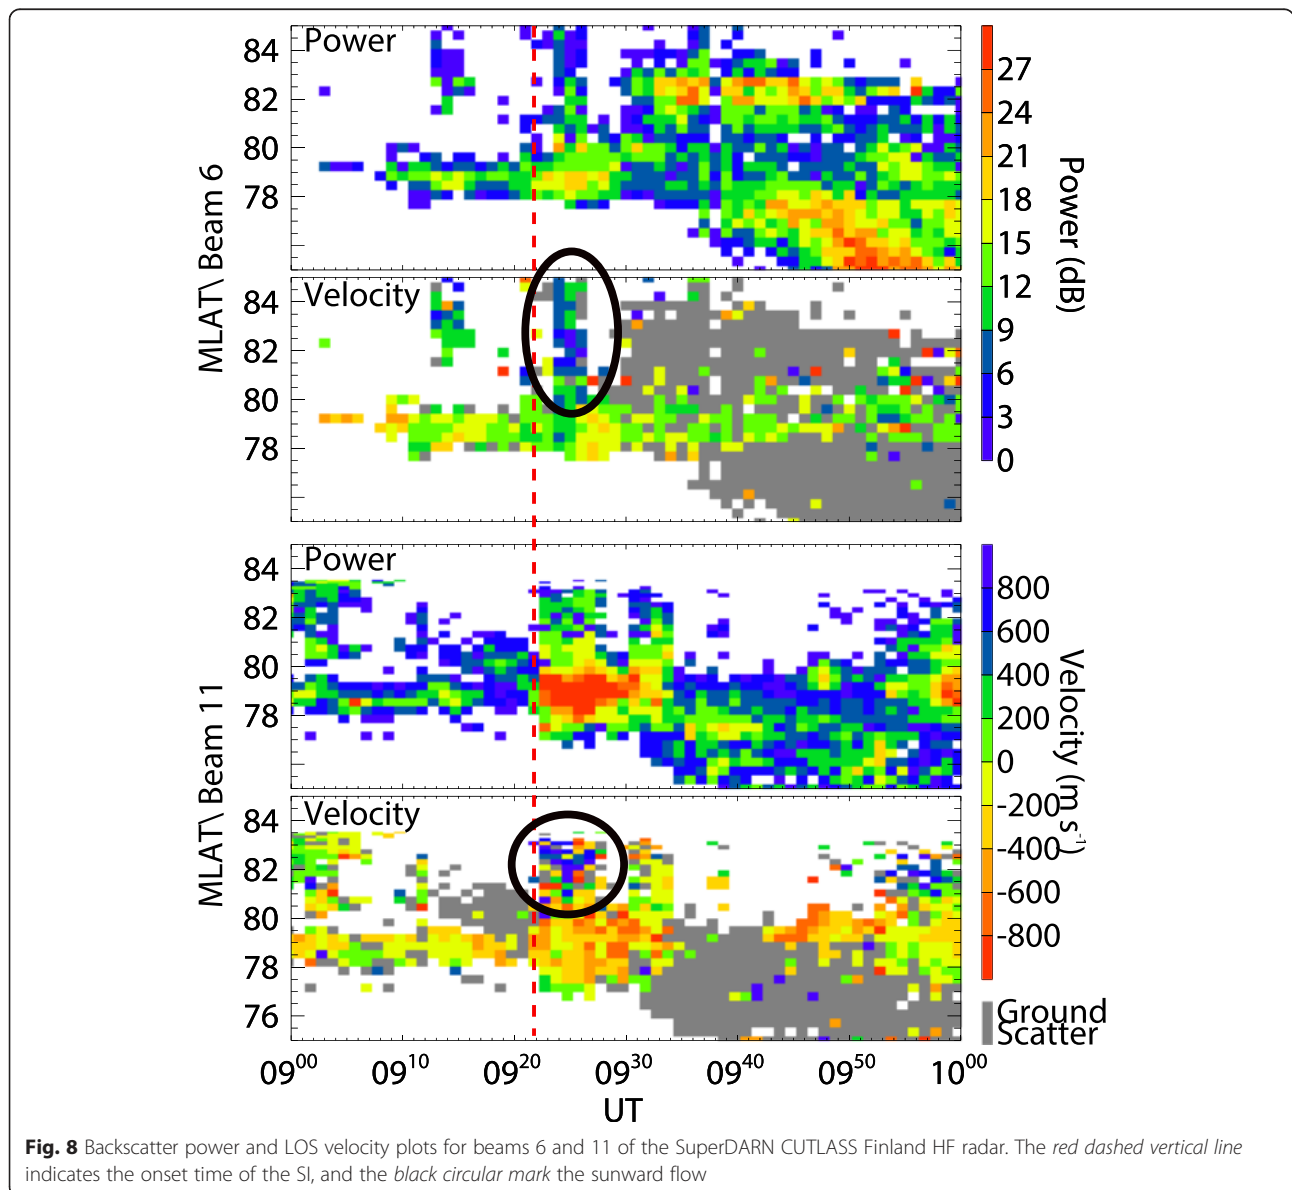 Power
84
82
80
78
MLAT\ Beam 6
Velocity
84
82
80
78
27
24
21
18
15
12
9
6
3
0
Power (dB)
Power
84
82
80
78
MLAT\ Beam 11
Velocity
84
82
80
78
76
800
600
400
200
0
-200
-400
-600
-800
Velocity (m s⁻¹)
Ground
Scatter
09⁰⁰ 09¹⁰ 09²⁰ 09³⁰ 09⁴⁰ 09⁵⁰ 10⁰⁰
UT
Fig. 8 Backscatter power and LOS velocity plots for beams 6 and 11 of the SuperDARN CUTLASS Finland HF radar. The red dashed vertical line
indicates the onset time of the SI, and the black circular mark the sunward flow